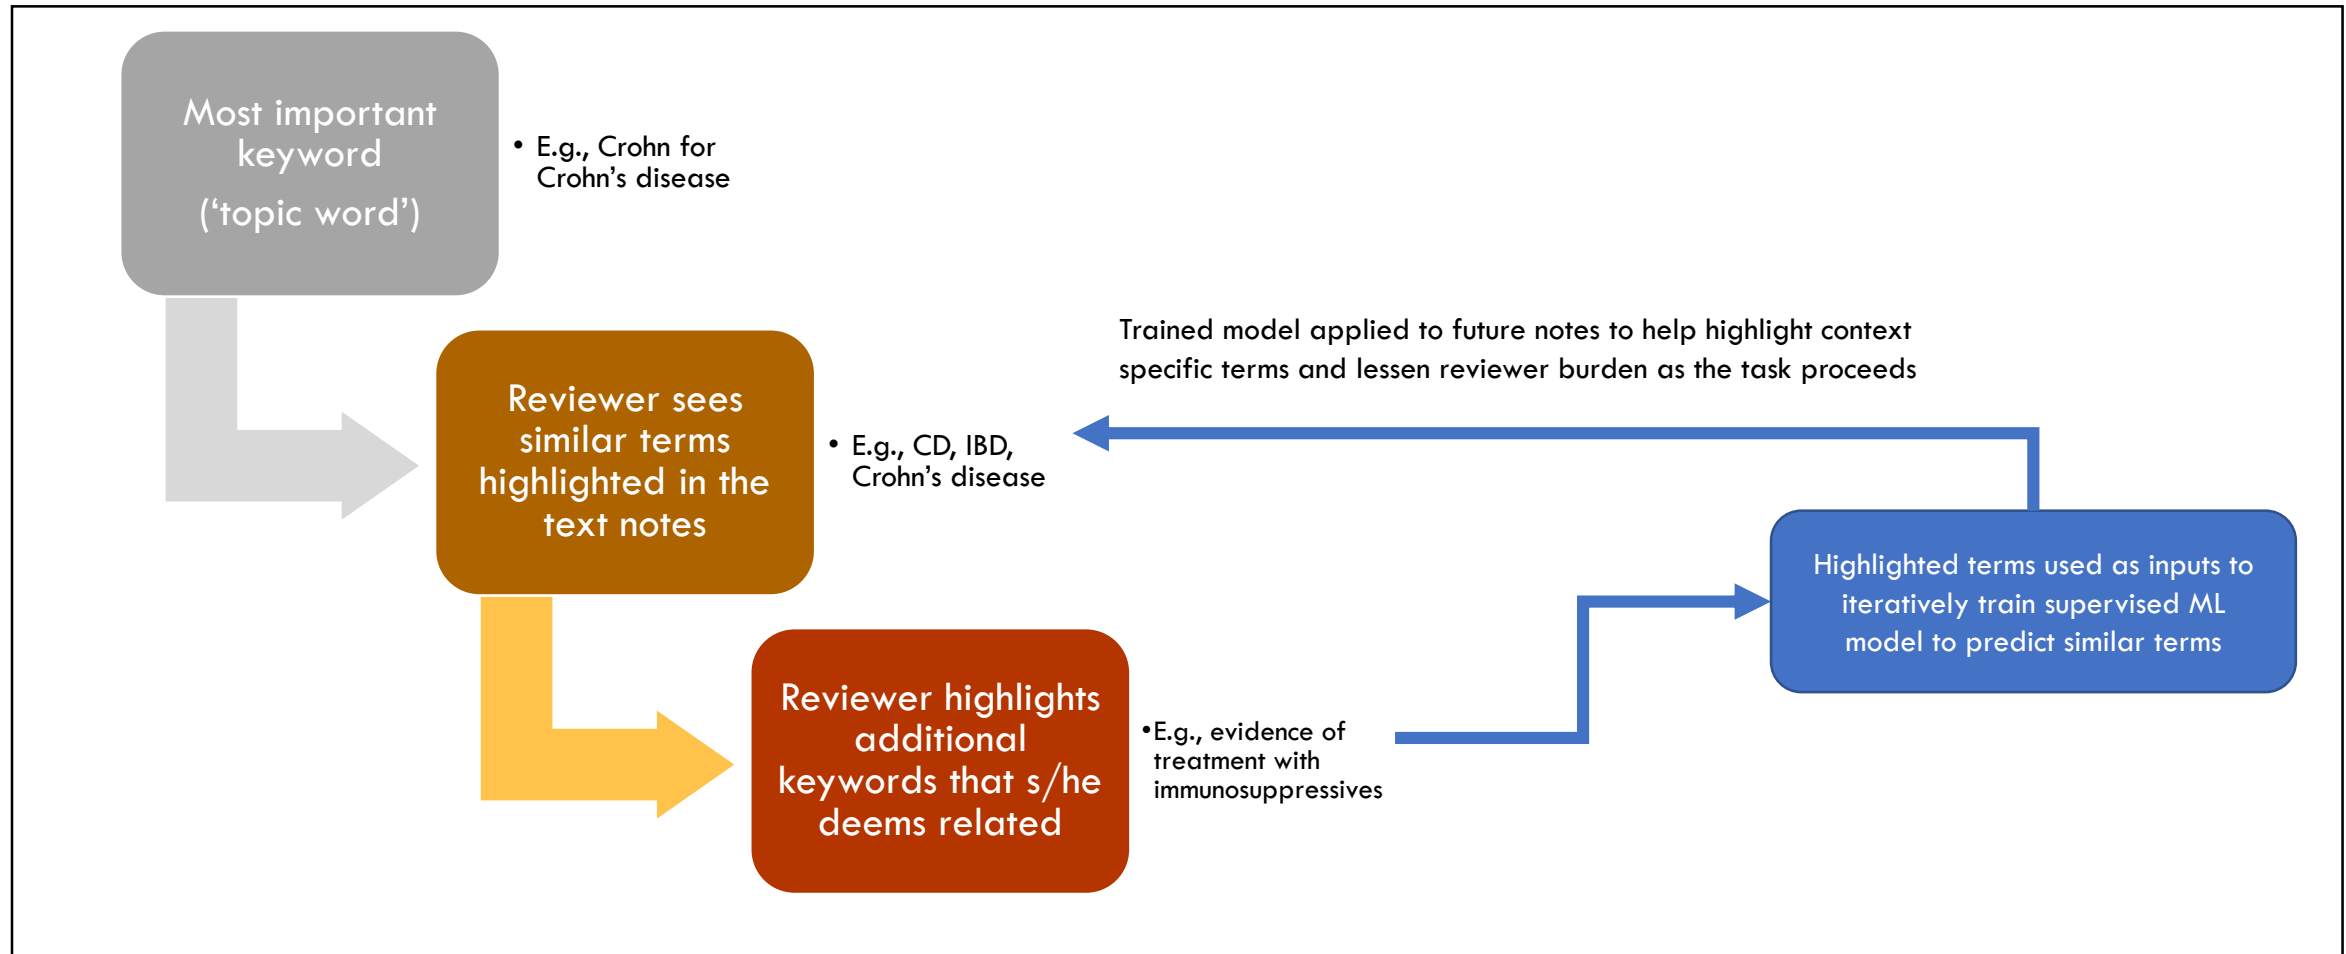 Most important
keyword
(‘topic word’)
• E.g., Crohn for
Crohn’s disease
Reviewer sees
similar terms
highlighted in the
text notes
• E.g., CD, IBD,
Crohn’s disease
Trained model applied to future notes to help highlight context
specific terms and lessen reviewer burden as the task proceeds
Reviewer highlights
additional
keywords that s/he
deems related
•E.g., evidence of
treatment with
immunosuppressives
Highlighted terms used as inputs to
iteratively train supervised ML
model to predict similar terms